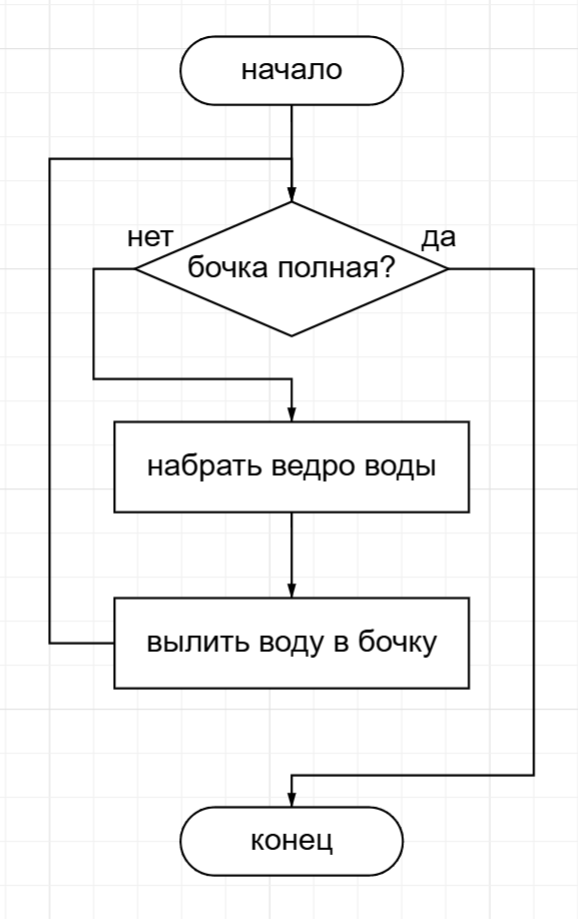 начало
нет
да
бочка полная?
набрать ведро воды
вылить воду в бочку
конец